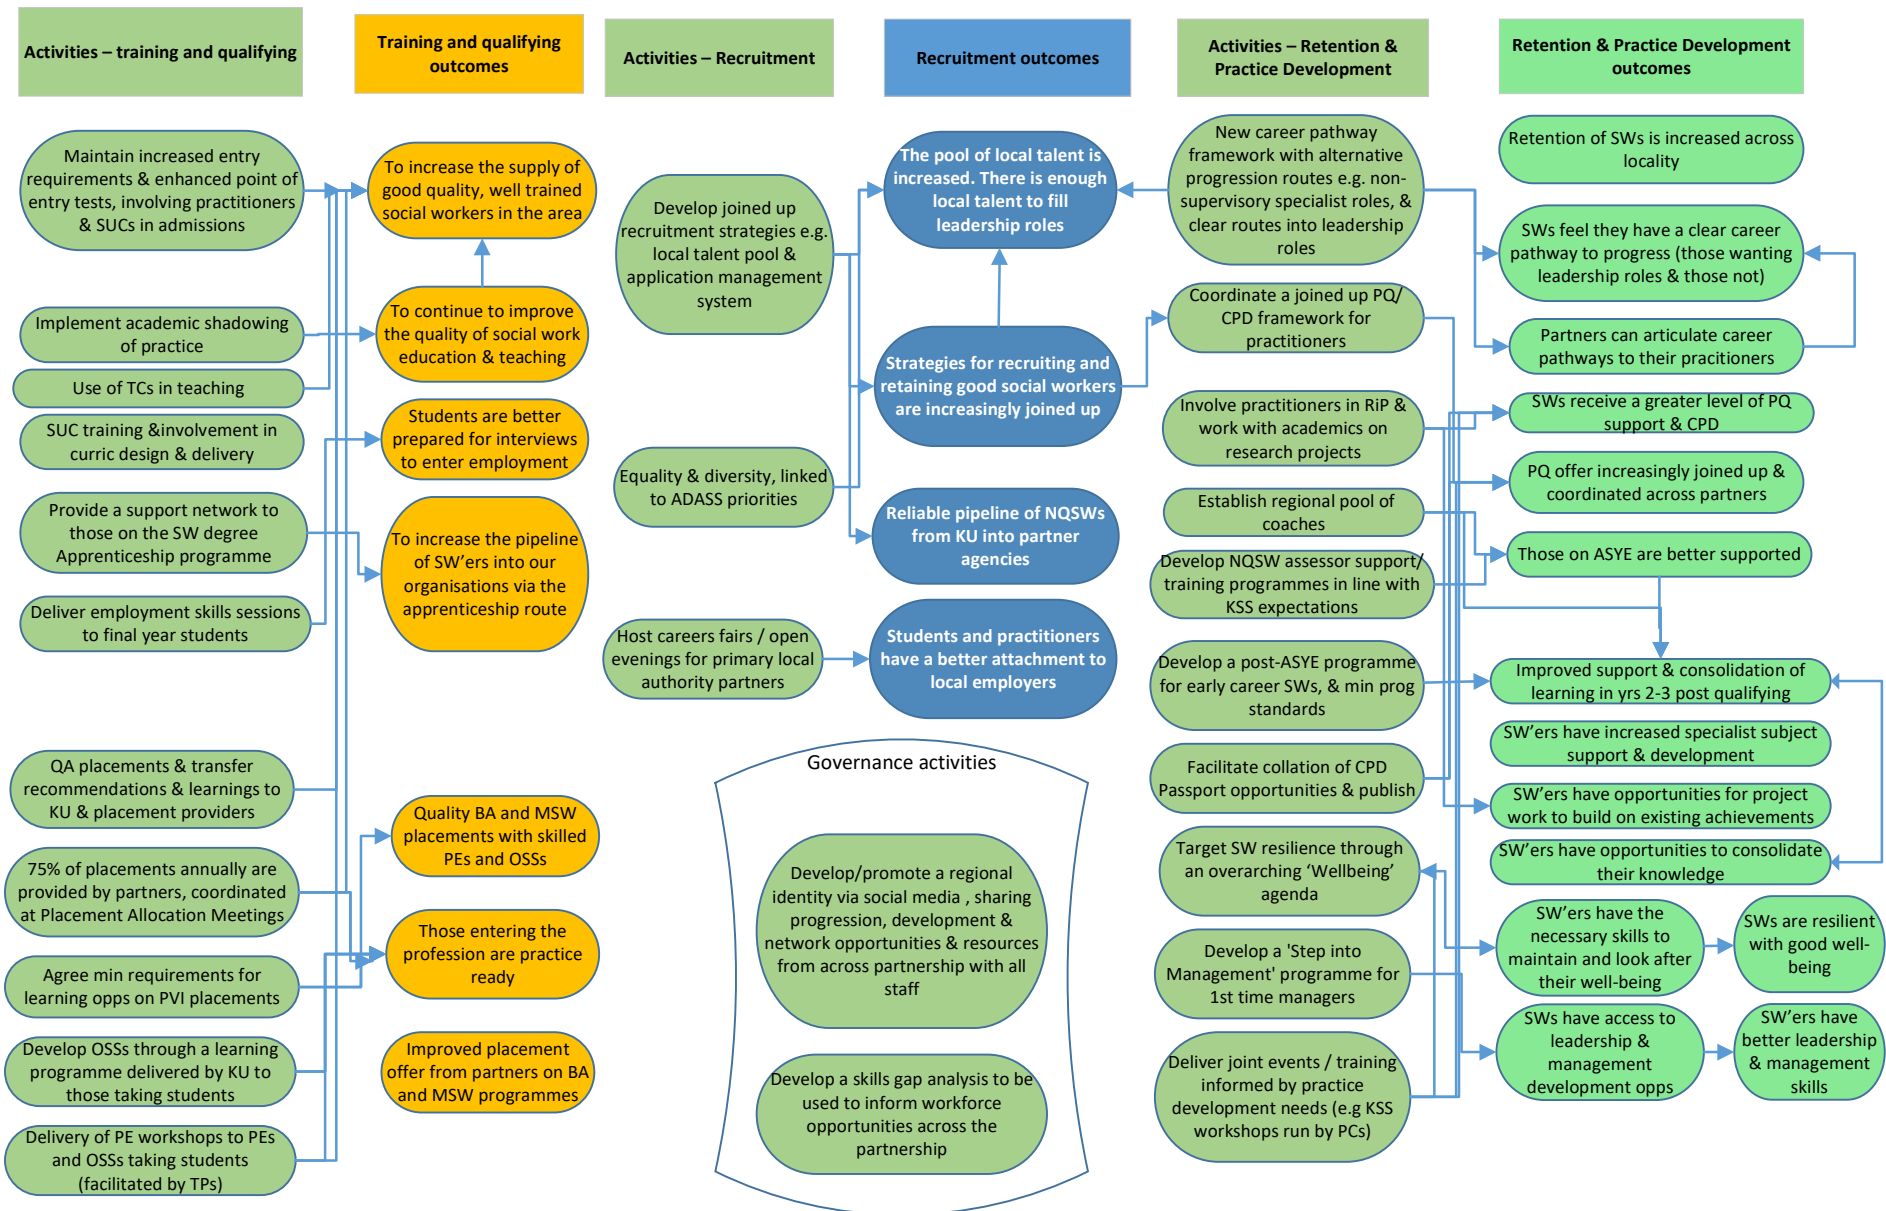 Activities – training and qualifying
Training and qualifying
outcomes
Activities – Recruitment
Recruitment outcomes
Activities – Retention &
Practice Development
Retention & Practice Development
outcomes
Maintain increased entry
requirements & enhanced point of
entry tests, involving practitioners
& SUCs in admissions
Implement academic shadowing
of practice
Use of TCs in teaching
SUC training &involvement in
curric design & delivery
Provide a support network to
those on the SW degree
Apprenticeship programme
Deliver employment skills sessions
to final year students
QA placements & transfer
recommendations & learnings to
KU & placement providers
75% of placements annually are
provided by partners, coordinated
at Placement Allocation Meetings
Agree min requirements for
learning opps on PVI placements
Develop OSSs through a learning
programme delivered by KU to
those taking students
Delivery of PE workshops to PEs
and OSSs taking students
(facilitated by TPs)
To increase the supply of
good quality, well trained
social workers in the area
To continue to improve
the quality of social work
education & teaching
Students are better
prepared for interviews
to enter employment
To increase the pipeline
of SW’ers into our
organisations via the
apprenticeship route
Quality BA and MSW
placements with skilled
PEs and OSSs
Those entering the
profession are practice
ready
Improved placement
offer from partners on BA
and MSW programmes
Develop joined up
recruitment strategies e.g.
local talent pool &
application management
system
Equality & diversity, linked
to ADASS priorities
Host careers fairs / open
evenings for primary local
authority partners
The pool of local talent is
increased. There is enough
local talent to fill
leadership roles
Strategies for recruiting and
retaining good social workers
are increasingly joined up
Reliable pipeline of NQSWs
from KU into partner
agencies
Students and practitioners
have a better attachment to
local employers
Governance activities
Develop/promote a regional
identity via social media , sharing
progression, development &
network opportunities & resources
from across partnership with all
staff
Develop a skills gap analysis to be
used to inform workforce
opportunities across the
partnership
New career pathway
framework with alternative
progression routes e.g. non-
supervisory specialist roles, &
clear routes into leadership
roles
Coordinate a joined up PQ/
CPD framework for
practitioners
Involve practitioners in RiP &
work with academics on
research projects
Establish regional pool of
coaches
Develop NQSW assessor support/
training programmes in line with
KSS expectations
Develop a post-ASYE programme
for early career SWs, & min prog
standards
Facilitate collation of CPD
Passport opportunities & publish
Target SW resilience through
an overarching ‘Wellbeing’
agenda
Develop a 'Step into
Management' programme for
1st time managers
Deliver joint events / training
informed by practice
development needs (e.g KSS
workshops run by PCs)
Retention of SWs is increased across
locality
SWs feel they have a clear career
pathway to progress (those wanting
leadership roles & those not)
Partners can articulate career
pathways to their pracitioners
SWs receive a greater level of PQ
support & CPD
PQ offer increasingly joined up &
coordinated across partners
Those on ASYE are better supported
Improved support & consolidation of
learning in yrs 2-3 post qualifying
SW’ers have increased specialist subject
support & development
SW’ers have opportunities for project
work to build on existing achievements
SW’ers have opportunities to consolidate
their knowledge
SW’ers have the
necessary skills to
maintain and look after
their well-being
SWs are resilient
with good well-
being
SWs have access to
leadership &
management
development opps
SW’ers have
better leadership
& management
skills